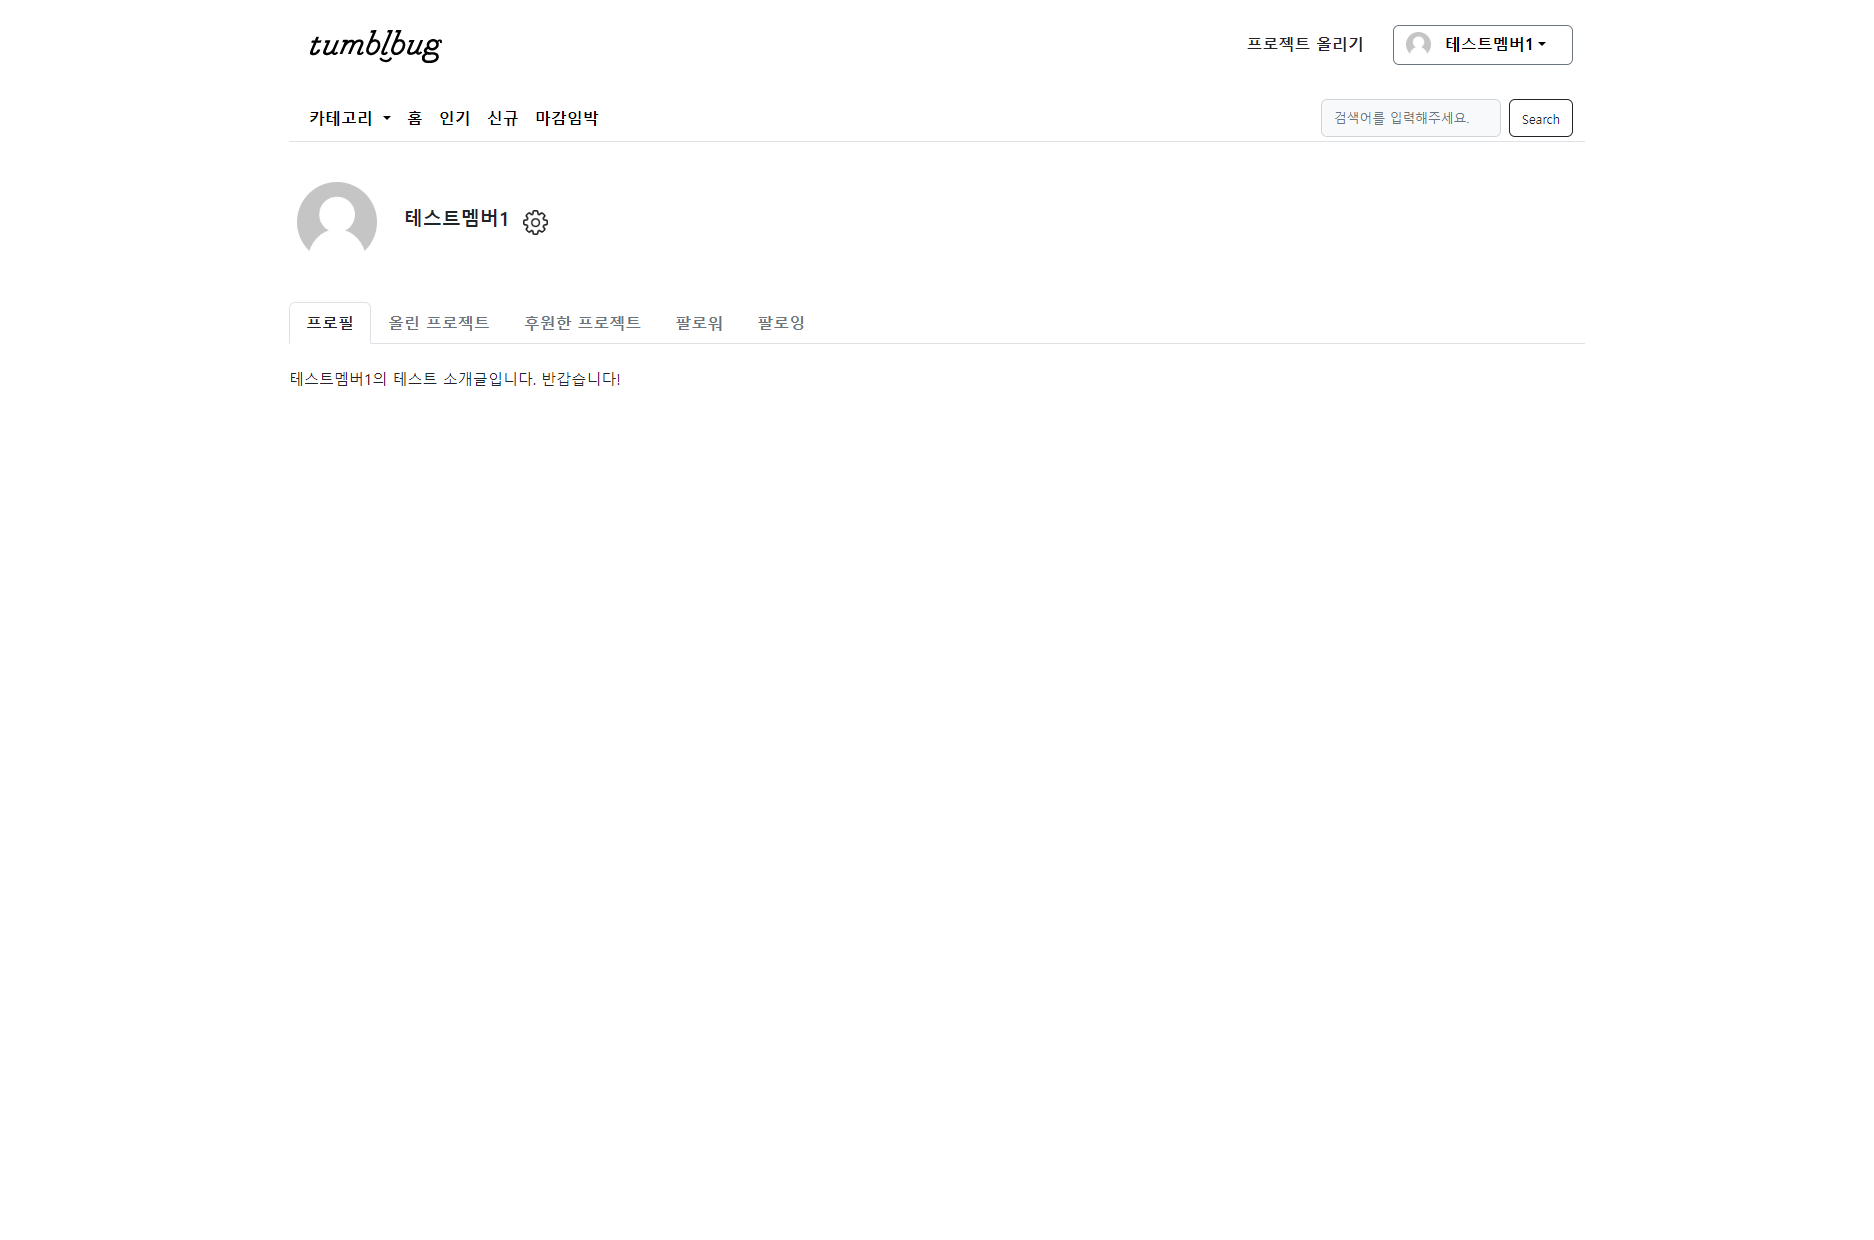 tumblbug
프로젝트 올리기
테스트멤버1
카테고리 홈 인기 신규 마감임박
검색어를 입력해주세요.
Search
테스트멤버1
프로필 올린 프로젝트 후원한 프로젝트 팔로워 팔로잉
테스트멤버1의 테스트 소개글입니다. 반갑습니다!